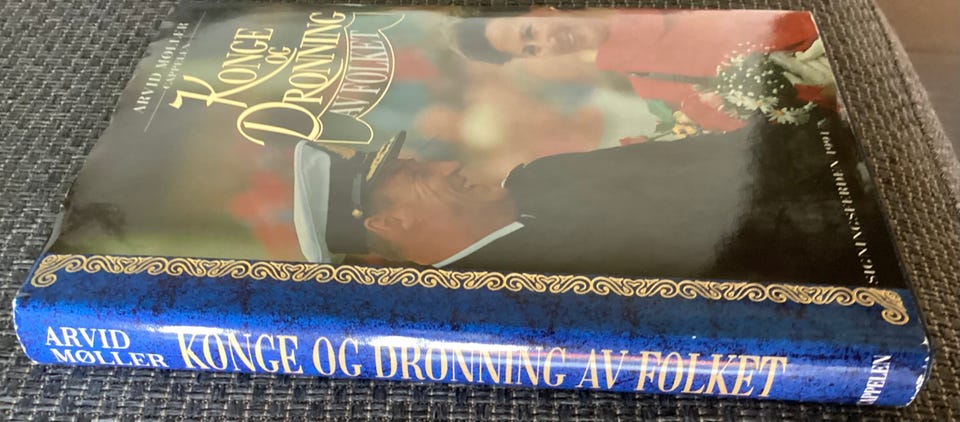 ARVID MØLLER
CAPPELEN
KONGE
OG
DRONNING
AV FOLKET
SIGNINGSFERDEN 1991
ARVID
MØLLER
KONGE OG DRONNING AV FOLKET
CAPPELEN